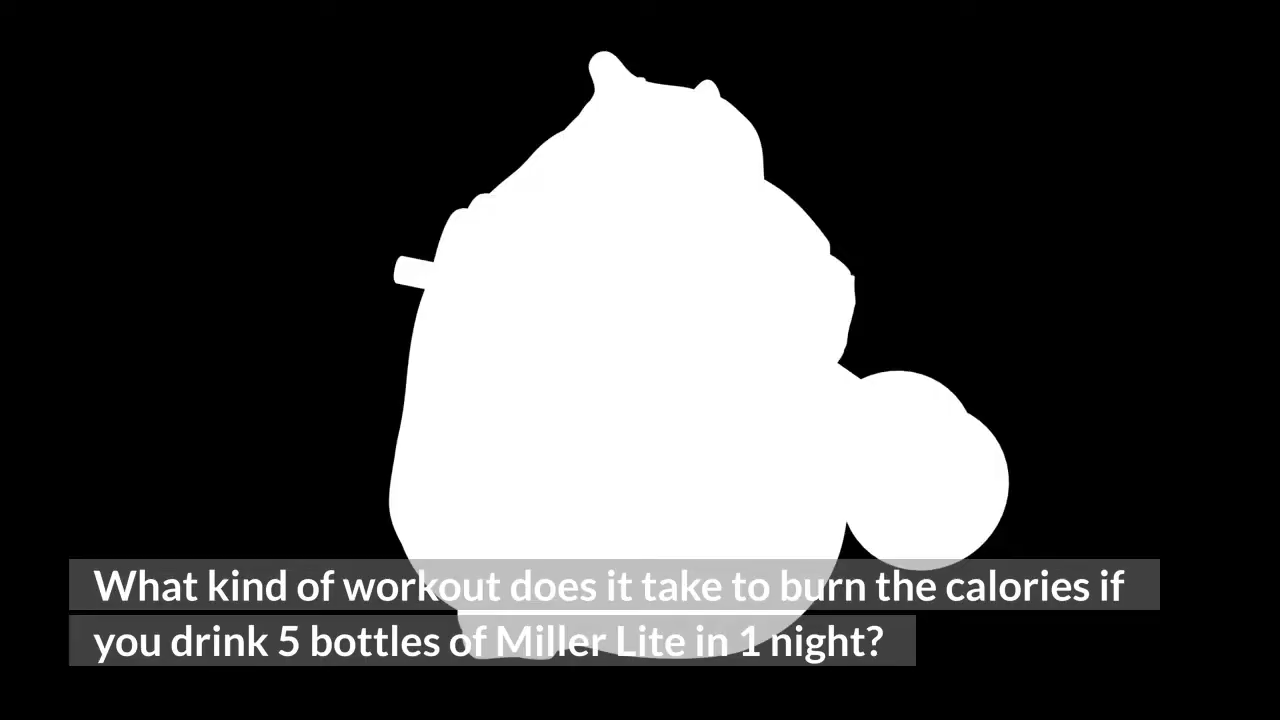 What kind of workout does it take to burn the calories if
you drink 5 bottles of Miller Lite in 1 night?